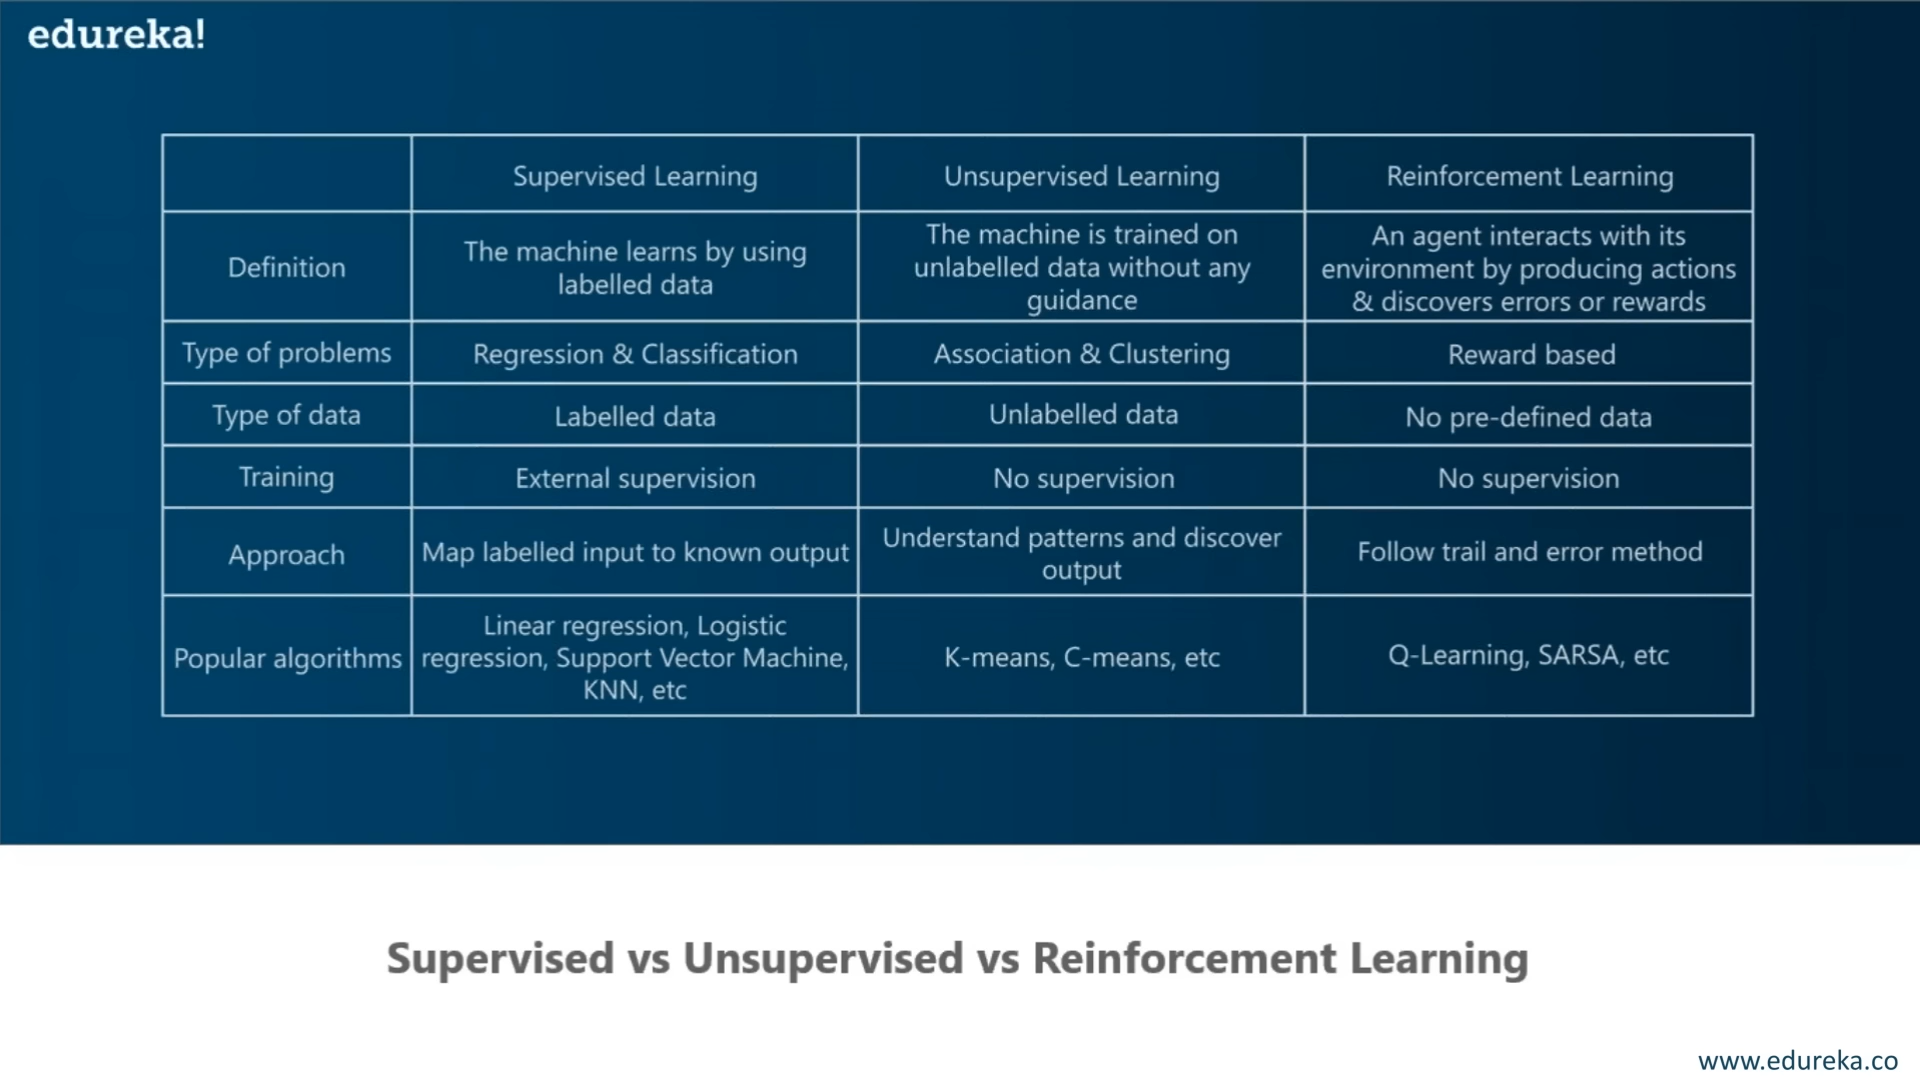 edureka!
Supervised Learning
Unsupervised Learning
Reinforcement Learning
Definition
The machine learns by using
labelled data
The machine is trained on
unlabelled data without any
guidance
An agent interacts with its
environment by producing actions
& discovers errors or rewards
Type of problems
Regression & Classification
Association & Clustering
Reward based
Type of data
Labelled data
Unlabelled data
No pre-defined data
Training
External supervision
No supervision
No supervision
Approach
Map labelled input to known output
Understand patterns and discover
output
Follow trail and error method
Popular algorithms
Linear regression, Logistic
regression, Support Vector Machine,
KNN, etc
K-means, C-means, etc
Q-Learning, SARSA, etc
Supervised vs Unsupervised vs Reinforcement Learning
www.edureka.co